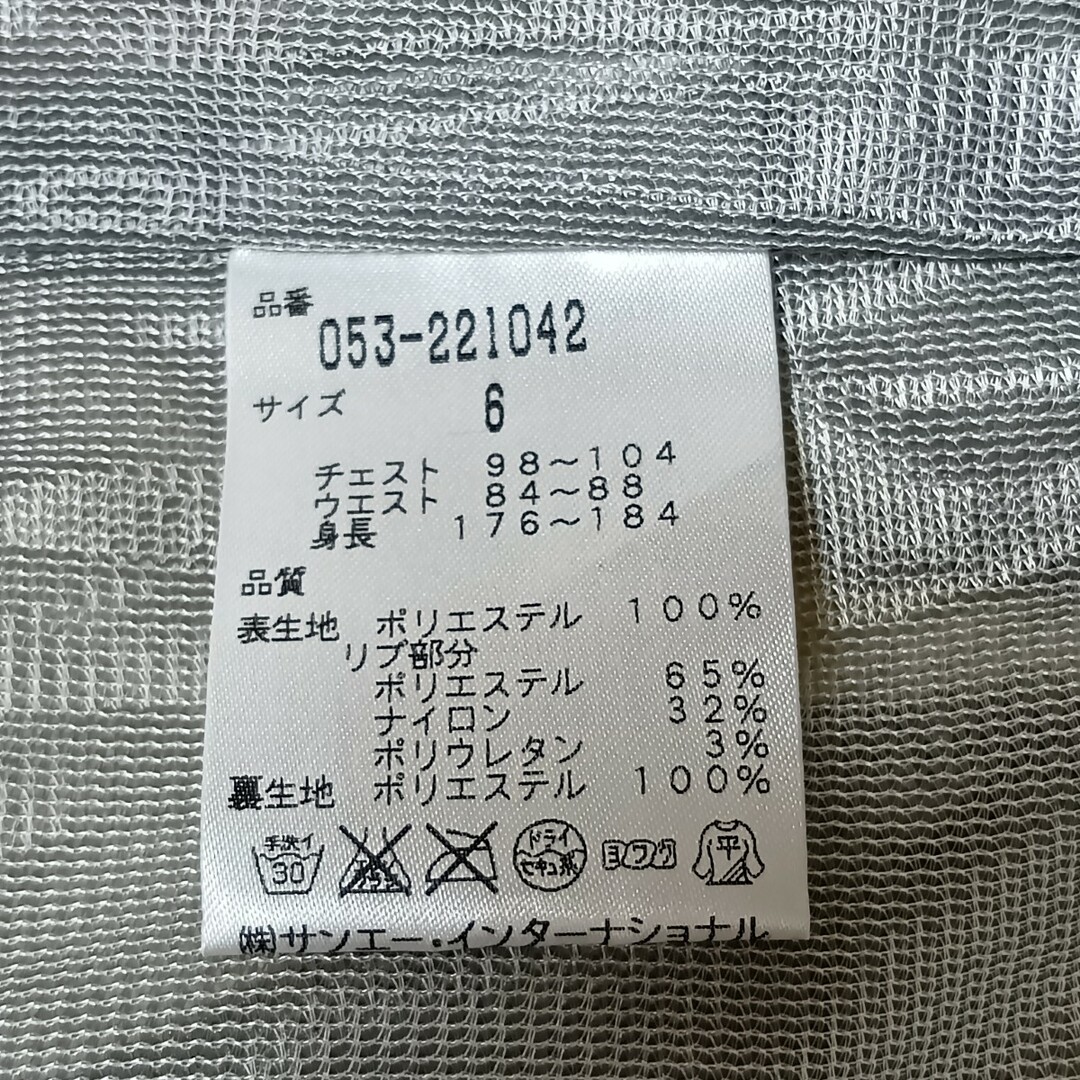 品番
053-221042
サイズ 6
チェスト 98～104
ウエスト 84～88
身長 176～184
品質
表生地 ポリエステル 100%
リブ部分
ポリエステル 65%
ナイロン 32%
ポリウレタン 3%
裏生地 ポリエステル 100%
手洗イ 30 ドライ セキユ系 ヨワク 平
㈱サンエー・インターナショナル